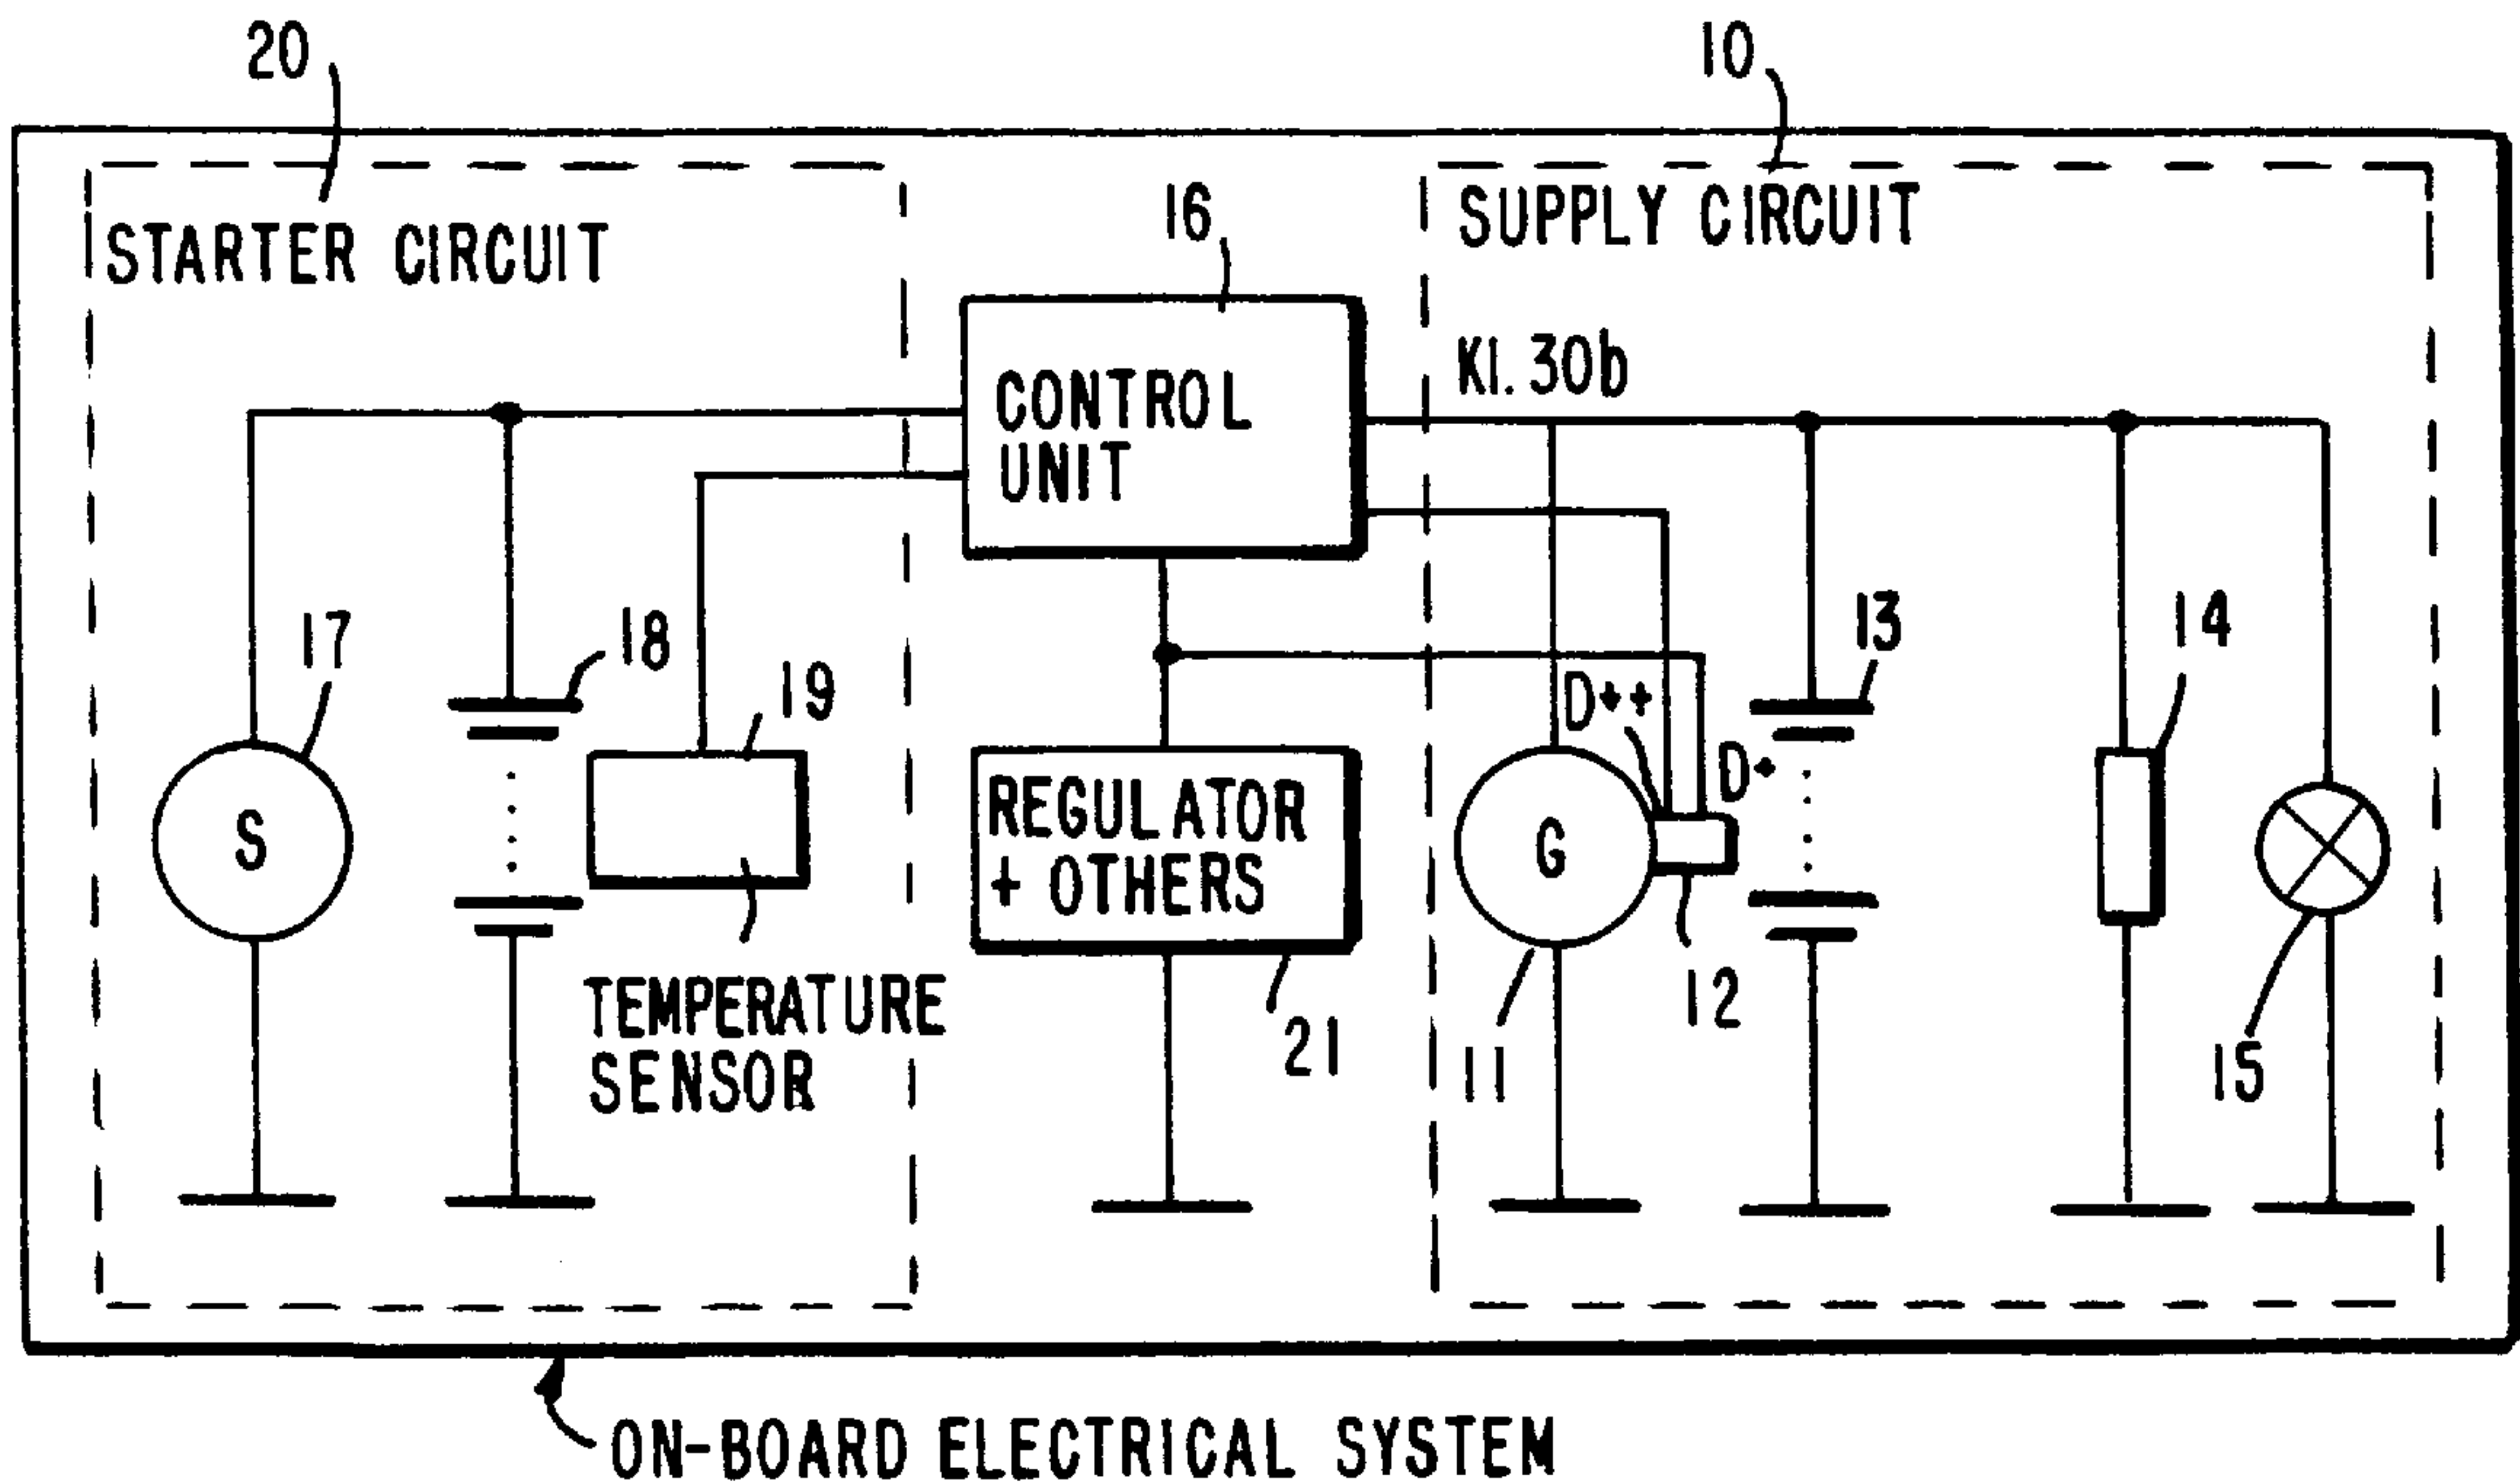 20
10
STARTER CIRCUIT
16
SUPPLY CIRCUIT
Kl. 30b
CONTROL
UNIT
17
18
19
13
14
D++
D+
S
REGULATOR
+ OTHERS
G
TEMPERATURE
SENSOR
21
11
12
15
ON-BOARD ELECTRICAL SYSTEM